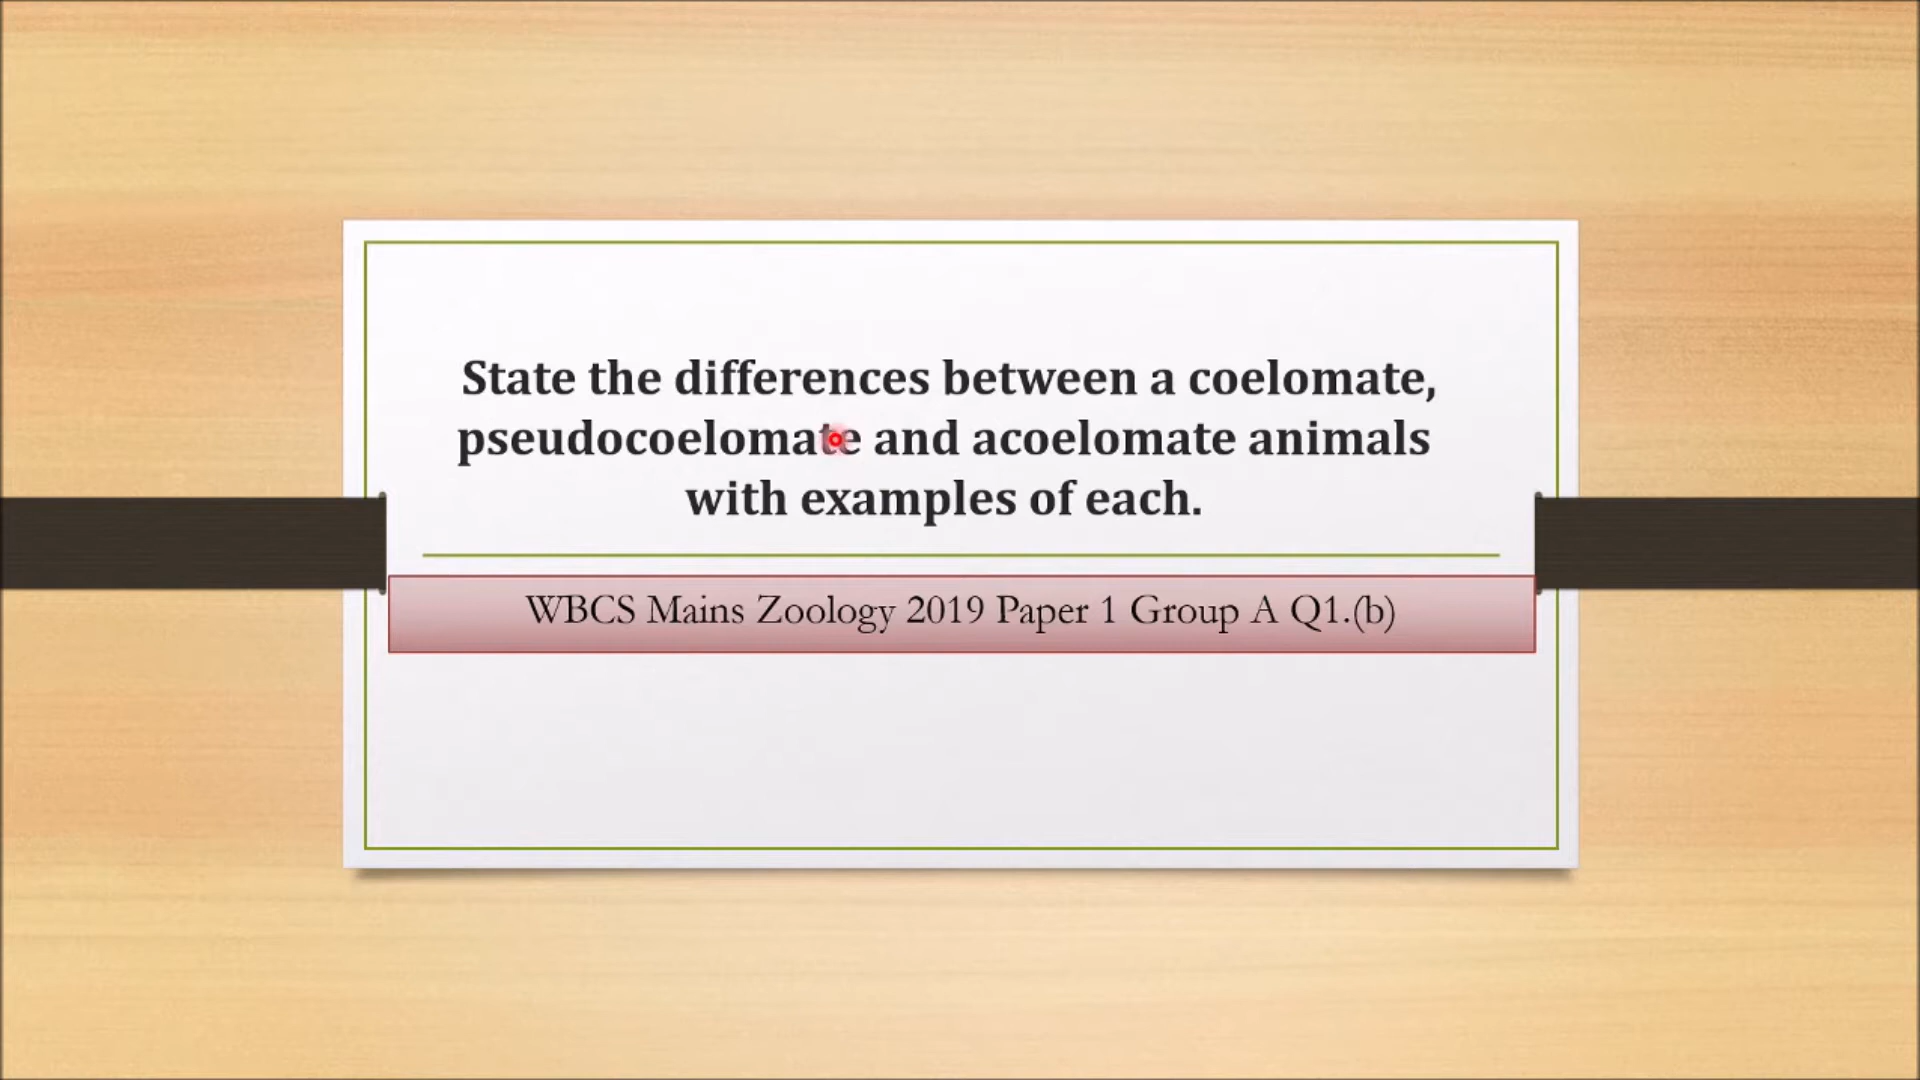 State the differences between a coelomate,
pseudocoelomate and acoelomate animals
with examples of each.
WBCS Mains Zoology 2019 Paper 1 Group A Q1.(b)